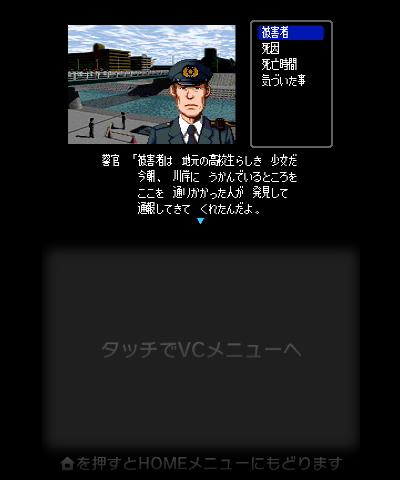 被害者
死因
死亡時間
気づいた事
警官 「被害者は 地元の高校生らしき 少女だ
今朝、 川岸に うかんでいるところを
ここを 通りかかった人が 発見して
通報してきて くれたんだよ。
タッチでVCメニューへ
を押すとHOMEメニューにもどります